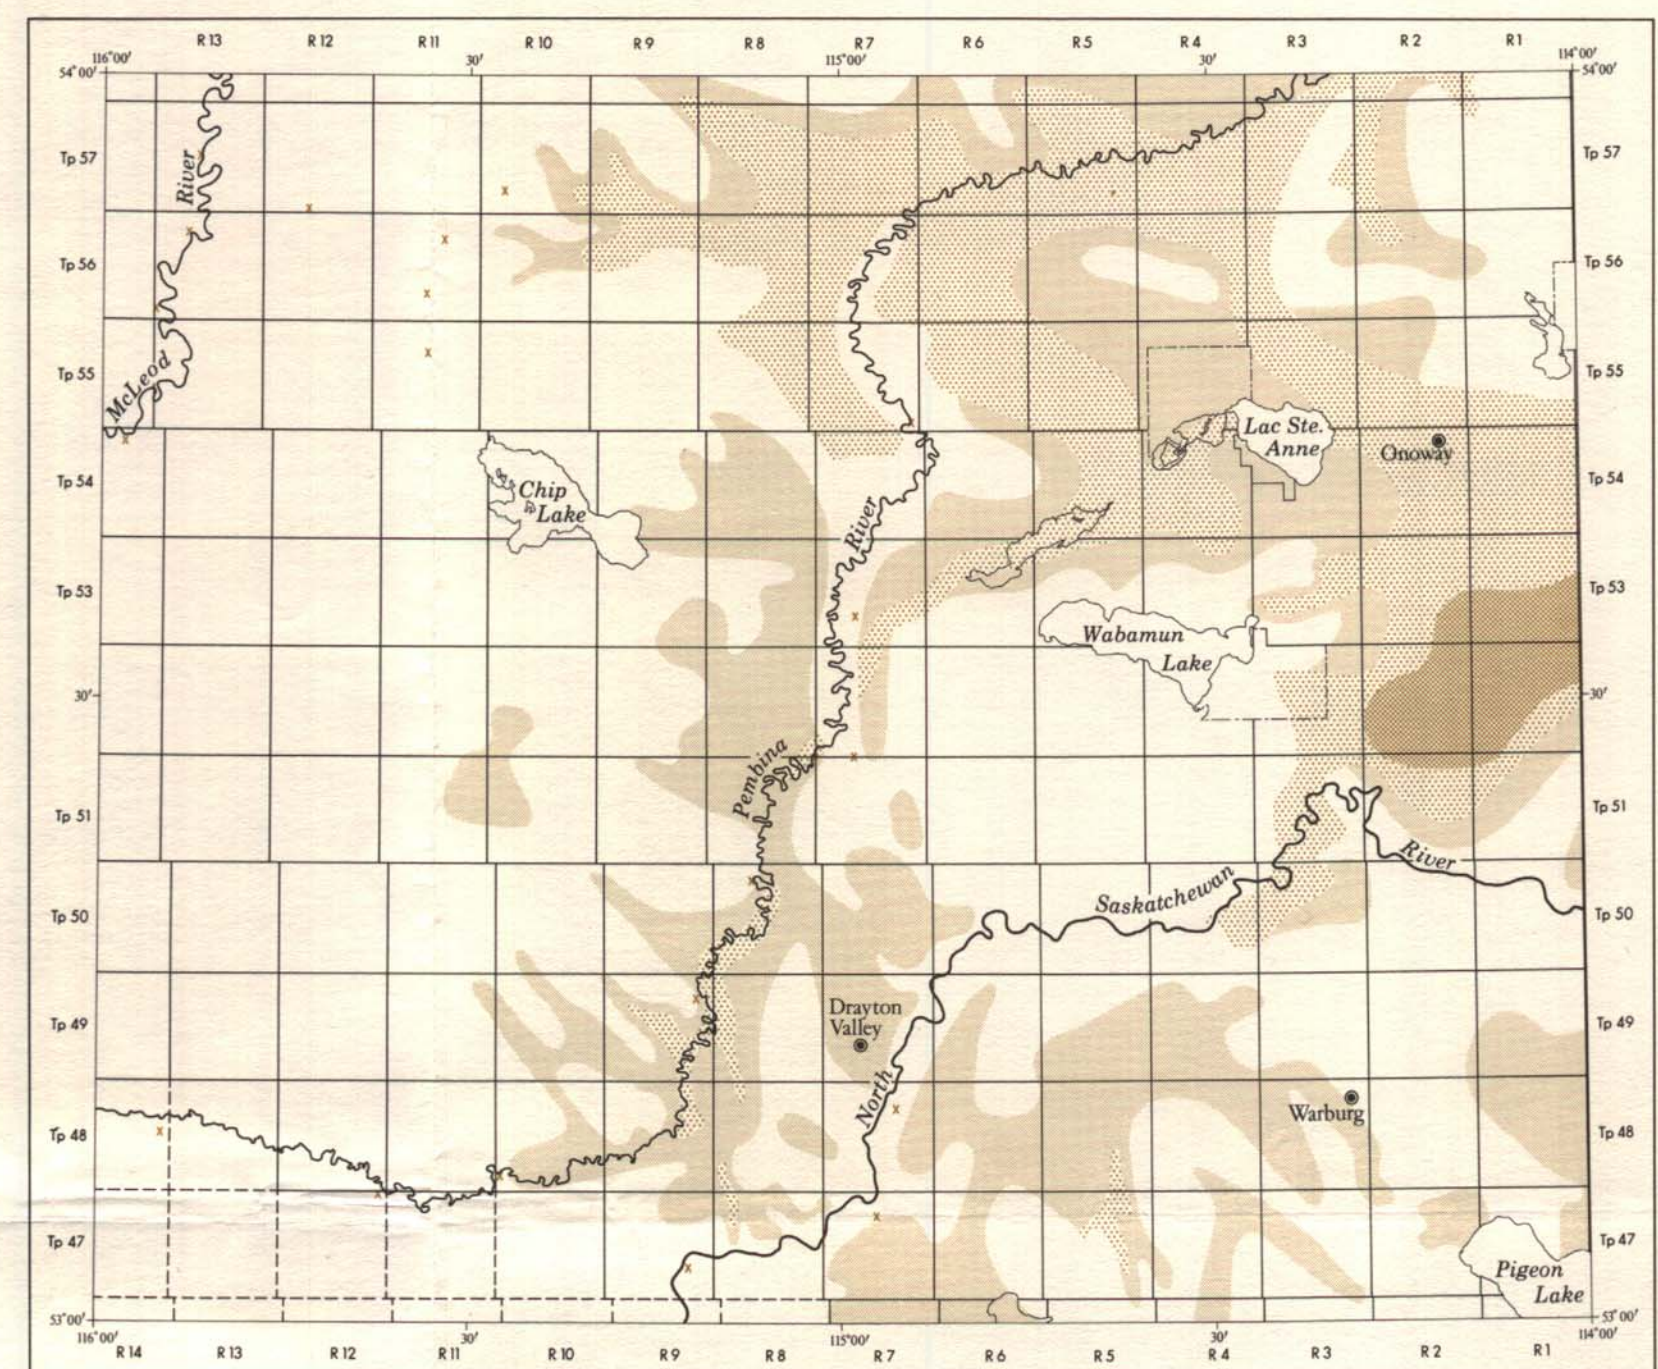 R 13 R 12 R 11 R 10 R 9 R 8 R 7 R 6 R 5 R 4 R 3 R 2 R 1
116°00′ 30′ 115°00′ 30′ 114°00′
54°00′ 54°00′
Tp 57 River Tp 57
Tp 56 Tp 56
Tp 55 McLeod Tp 55
Lac Ste.
Anne
Onoway
Tp 54 Tp 54
Chip
Lake
River
Tp 53 Tp 53
Wabamun
Lake
30′ 30′
Pembina
Tp 51 Tp 51
River
Saskatchewan
Tp 50 Tp 50
Drayton
Valley
Tp 49 Tp 49
North
Warburg
Tp 48 Tp 48
Tp 47 Tp 47
Pigeon
Lake
53°00′ 53°00′
116°00′ 30′ 115°00′ 30′ 114°00′
R 14 R 13 R 12 R 11 R 10 R 9 R 8 R 7 R 6 R 5 R 4 R 3 R 2 R 1